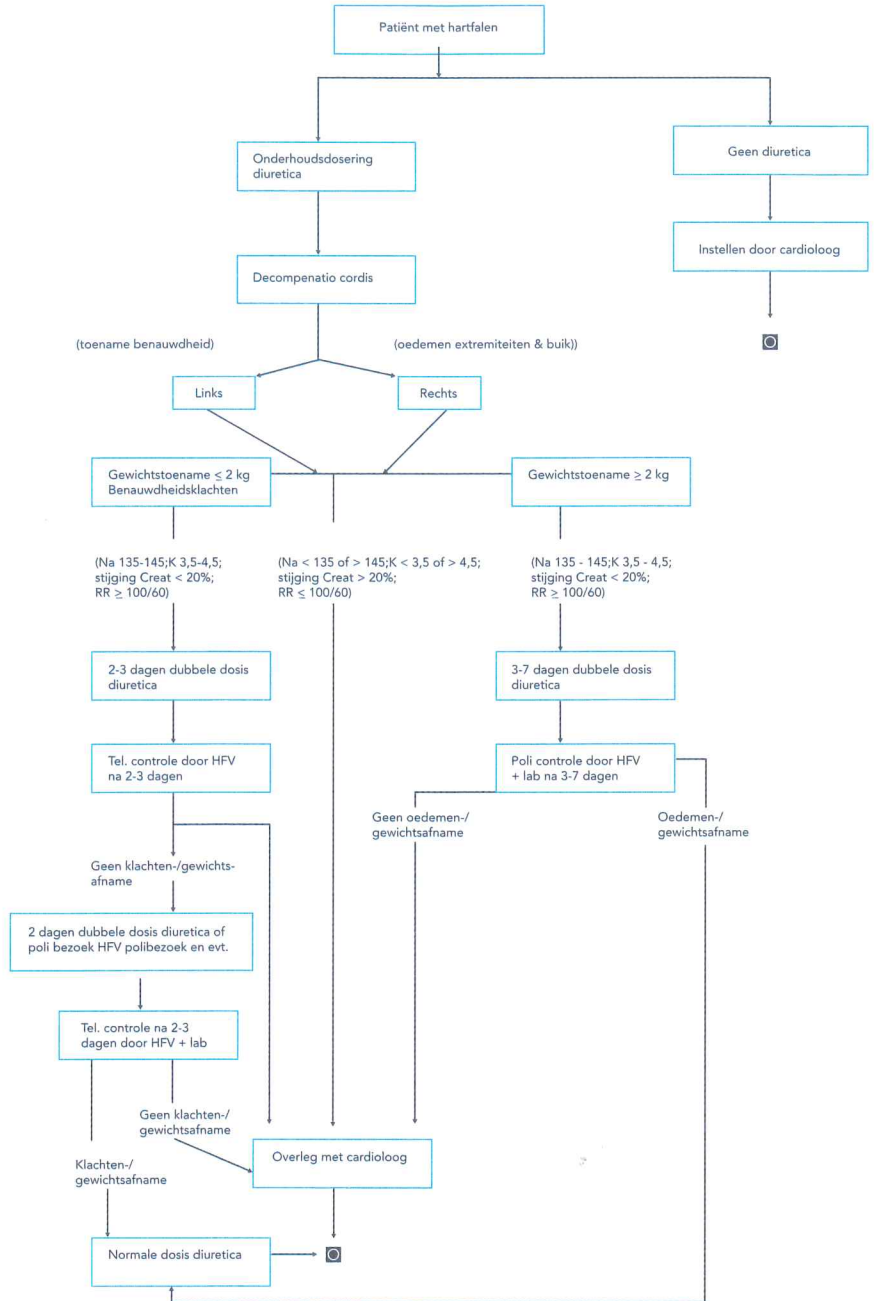 Patiënt met hartfalen
Onderhoudsdosering
diuretica
Geen diuretica
Decompenatio cordis
Instellen door cardioloog
(toename benauwdheid)
(oedemen extremiteiten & buik))
Links
Rechts
Gewichtstoename ≤ 2 kg
Benauwdheidsklachten
Gewichtstoename ≥ 2 kg
(Na 135-145;K 3,5-4,5;
stijging Creat < 20%;
RR ≥ 100/60)
(Na < 135 of > 145;K < 3,5 of > 4,5;
stijging Creat > 20%;
RR ≤ 100/60)
(Na 135 - 145;K 3,5 - 4,5;
stijging Creat < 20%;
RR ≥ 100/60)
2-3 dagen dubbele dosis
diuretica
3-7 dagen dubbele dosis
diuretica
Tel. controle door HFV
na 2-3 dagen
Poli controle door HFV
+ lab na 3-7 dagen
Geen oedemen-/
gewichtsafname
Oedemen-/
gewichtsafname
Geen klachten-/gewichts-
afname
2 dagen dubbele dosis diuretica of
poli bezoek HFV polibezoek en evt.
Tel. controle na 2-3
dagen door HFV + lab
Geen klachten-/
gewichtsafname
Klachten-/
gewichtsafname
Overleg met cardioloog
Normale dosis diuretica